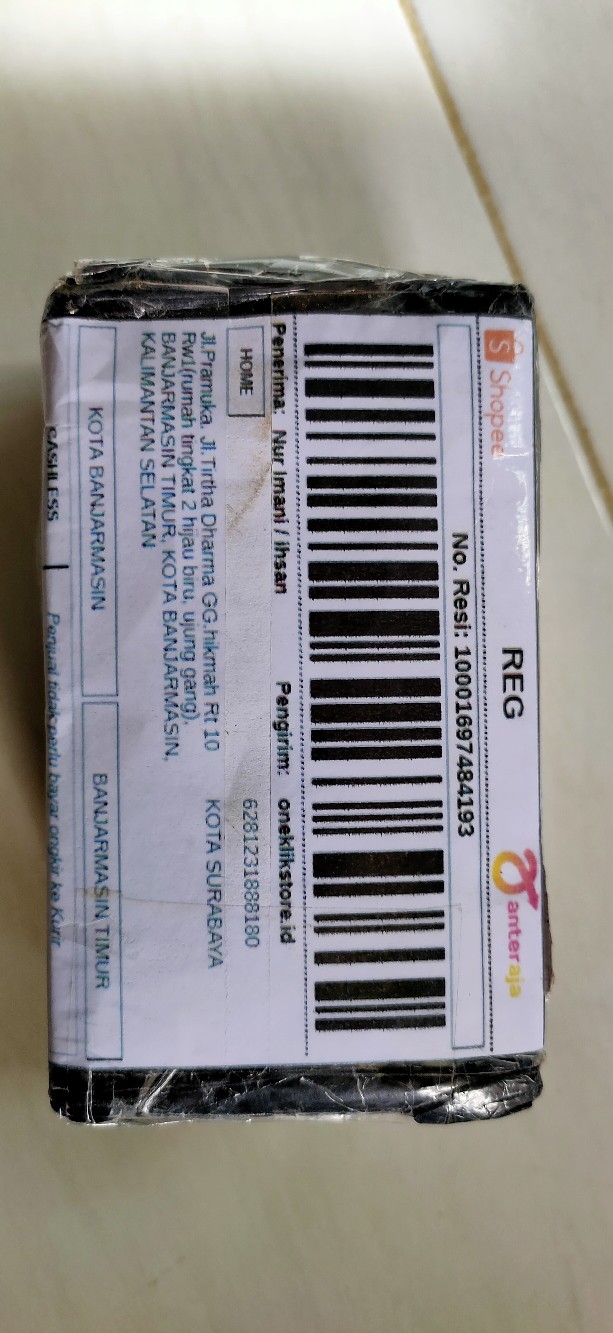 Shopee
REG
anteraja
No. Resi: 10001697484193
Penerima: Nur Imani / Ihsan
Pengirim: oneklikstore.id
HOME
6281231888180
Jl.Pramuka. Jl. Tirtha Dharma GG.hikmah Rt 10
Rw1(rumah tingkat 2 hijau biru, ujung gang),
BANJARMASIN TIMUR, KOTA BANJARMASIN,
KALIMANTAN SELATAN
KOTA SURABAYA
KOTA BANJARMASIN
BANJARMASIN TIMUR
CASHLESS
Penjual tidak perlu bayar ongkir ke Kurir